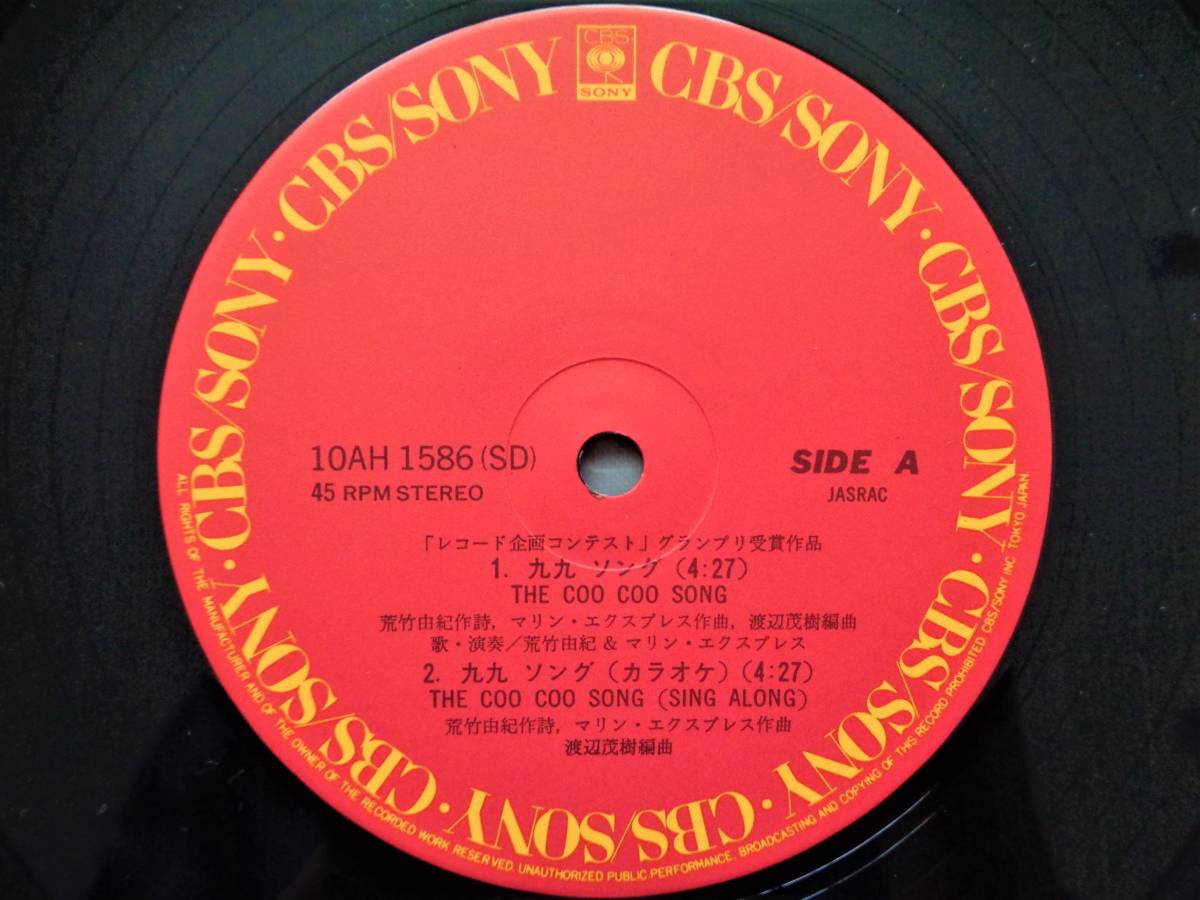 CBS
SONY
CBS/SONY · CBS/SONY · CBS/SONY · CBS/SONY · CBS/SONY · CBS/SONY · CBS/SONY · CBS/SONY · CBS/SONY
10AH 1586 (SD)
45 RPM STEREO
SIDE A
JASRAC
「レコード企画コンテスト」グランプリ受賞作品
1. 九九 ソング (4:27)
THE COO COO SONG
荒竹由紀作詩, マリン・エクスプレス作曲, 渡辺茂樹編曲
歌・演奏/荒竹由紀 & マリン・エクスプレス
2. 九九 ソング (カラオケ) (4:27)
THE COO COO SONG (SING ALONG)
荒竹由紀作詩, マリン・エクスプレス作曲
渡辺茂樹編曲
ALL RIGHTS OF THE MANUFACTURER AND OF THE OWNER OF THE RECORDED WORK RESERVED. UNAUTHORIZED PUBLIC PERFORMANCE, BROADCASTING AND COPYING OF THIS RECORD PROHIBITED. CBS/SONY INC. TOKYO JAPAN